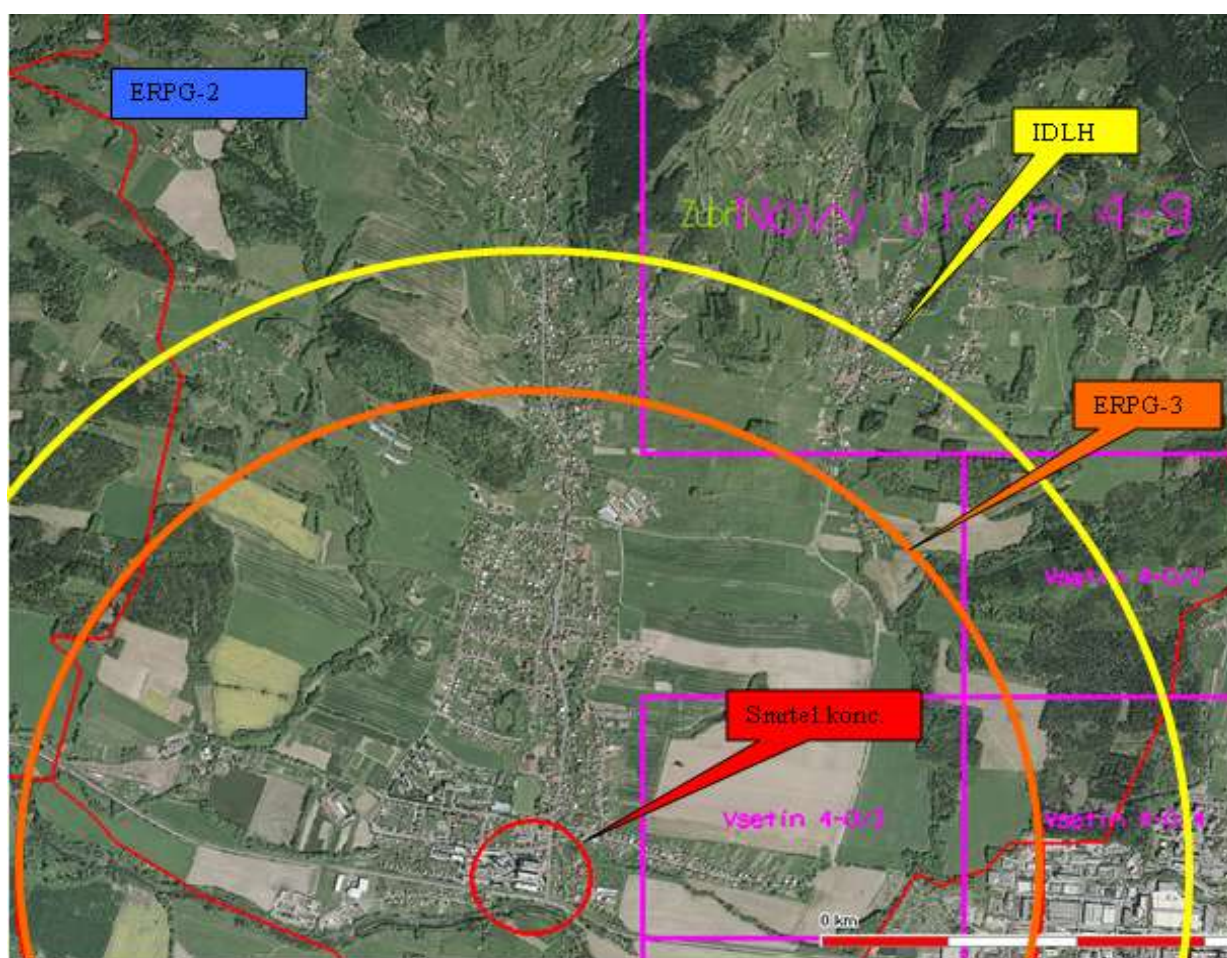 ERPG-2
IDLH
Nový Jičín 4-9
ERPG-3
Vsetín 4-0/2
Smrtel.konc.
Vsetín 4-0/3
Vsetín 4-0/4
0 km